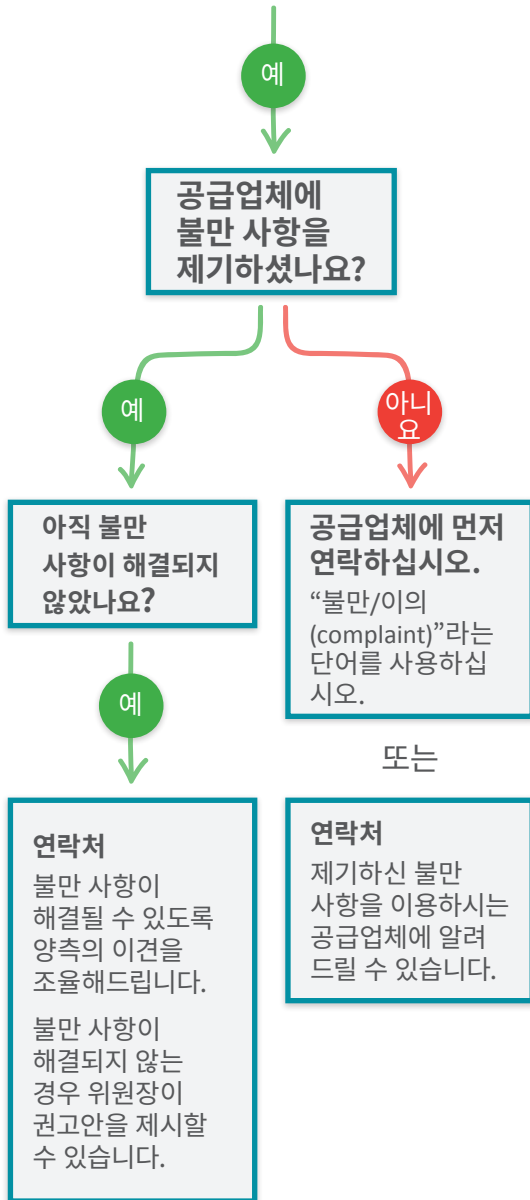 예
공급업체에
불만 사항을
제기하셨나요?
예
아니
요
아직 불만
사항이 해결되지
않았나요?
공급업체에 먼저
연락하십시오.
“불만/이의
(complaint)”라는
단어를 사용하십
시오.
예
또는
연락처
불만 사항이
해결될 수 있도록
양측의 이견을
조율해드립니다.
불만 사항이
해결되지 않는
경우 위원장이
권고안을 제시할
수 있습니다.
연락처
제기하신 불만
사항을 이용하시는
공급업체에 알려
드릴 수 있습니다.